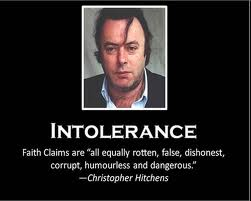 INTOLERANCE
Faith Claims are "all equally rotten, false, dishonest,
corrupt, humourless and dangerous."
—Christopher Hitchens